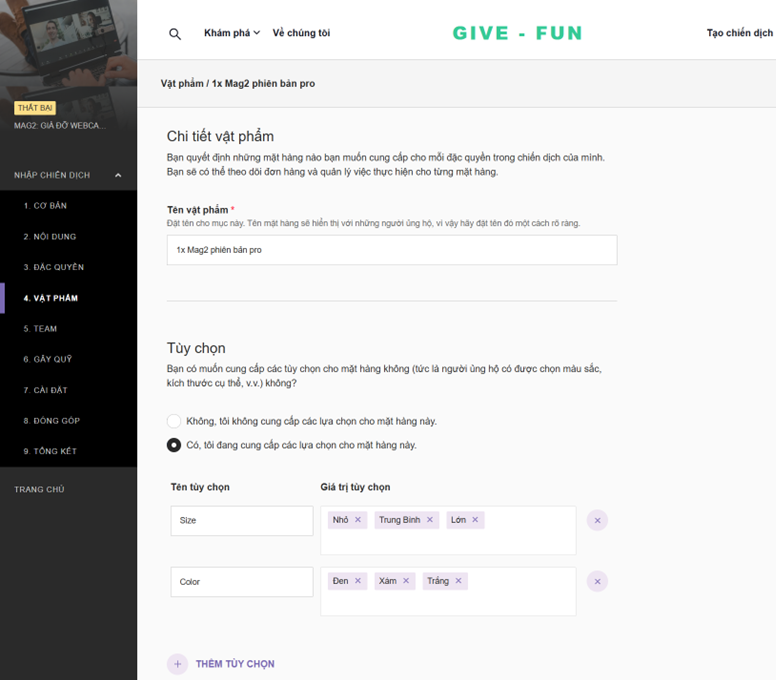 Khám phá
Về chúng tôi
GIVE - FUN
Tạo chiến dịch
THẤT BẠI
MAG2: GIÁ ĐỠ WEBCA...
NHẬP CHIẾN DỊCH
1. CƠ BẢN
2. NỘI DUNG
3. ĐẶC QUYỀN
4. VẬT PHẨM
5. TEAM
6. GÂY QUỸ
7. CÀI ĐẶT
8. ĐÓNG GÓP
9. TỔNG KẾT
TRANG CHỦ
Vật phẩm / 1x Mag2 phiên bản pro
Chi tiết vật phẩm
Bạn quyết định những mặt hàng nào bạn muốn cung cấp cho mỗi đặc quyền trong chiến dịch của mình.
Bạn sẽ có thể theo dõi đơn hàng và quản lý việc thực hiện cho từng mặt hàng.
Tên vật phẩm *
Đặt tên cho mục này. Tên mặt hàng sẽ hiển thị với những người ủng hộ, vì vậy hãy đặt tên đó một cách rõ ràng.
1x Mag2 phiên bản pro
Tùy chọn
Bạn có muốn cung cấp các tùy chọn cho mặt hàng không (tức là người ủng hộ có được chọn màu sắc,
kích thước cụ thể, v.v.) không?
Không, tôi không cung cấp các lựa chọn cho mặt hàng này.
Có, tôi đang cung cấp các lựa chọn cho mặt hàng này.
Tên tùy chọn
Giá trị tùy chọn
Size
Nhỏ × Trung Bình × Lớn ×
×
Color
Đen × Xám × Trắng ×
×
+ THÊM TÙY CHỌN